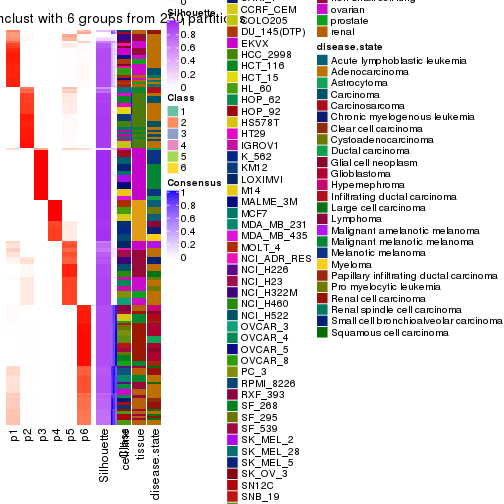 nclust with 6 groups from 250 partitio
Silhouette
0
0.8
0.6
0.4
0.2
0
Class
1
2
3
4
5
6
Consensus
1
0.8
0.6
0.4
0.2
0
p1
p2
p3
p4
p5
p6
Silhouette
tissue
disease.state
CCRF_CEM
COLO205
DU_145(DTP)
EKVX
HCC_2998
HCT_116
HCT_15
HL_60
HOP_62
HOP_92
HS578T
HT29
IGROV1
K_562
KM12
LOXIMVI
M14
MALME_3M
MCF7
MDA_MB_231
MDA_MB_435
MOLT_4
NCI_ADR_RES
NCI_H226
NCI_H23
NCI_H322M
NCI_H460
NCI_H522
OVCAR_3
OVCAR_4
OVCAR_5
OVCAR_8
PC_3
RPMI_8226
RXF_393
SF_268
SF_295
SF_539
SK_MEL_2
SK_MEL_28
SK_MEL_5
SK_OV_3
SN12C
SNB_19
ovarian
prostate
renal
disease.state
Acute lymphoblastic leukemia
Adenocarcinoma
Astrocytoma
Carcinoma
Carcinosarcoma
Chronic myelogenous leukemia
Clear cell carcinoma
Cystoadenocarcinoma
Ductal carcinoma
Glial cell neoplasm
Glioblastoma
Hypernephroma
Infiltrating ductal carcinoma
Large cell carcinoma
Lymphoma
Malignant amelanotic melanoma
Malignant melanotic melanoma
Melanotic melanoma
Myeloma
Papillary infiltrating ductal carcinoma
Pro myelocytic leukemia
Renal cell carcinoma
Renal spindle cell carcinoma
Small cell bronchioalveolar carcinoma
Squamous cell carcinoma